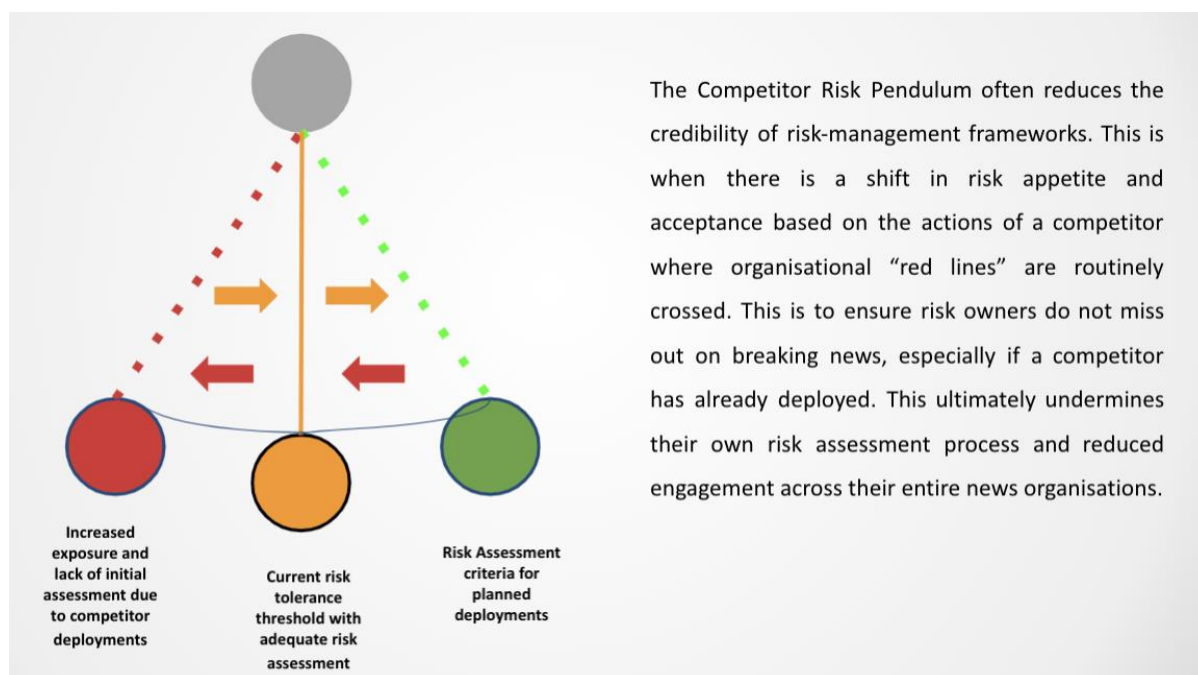 The Competitor Risk Pendulum often reduces the
credibility of risk-management frameworks. This is
when there is a shift in risk appetite and
acceptance based on the actions of a competitor
where organisational “red lines” are routinely
crossed. This is to ensure risk owners do not miss
out on breaking news, especially if a competitor
has already deployed. This ultimately undermines
their own risk assessment process and reduced
engagement across their entire news organisations.
Increased
exposure and
lack of initial
assessment due
to competitor
deployments
Current risk
tolerance
threshold with
adequate risk
assessment
Risk Assessment
criteria for
planned
deployments